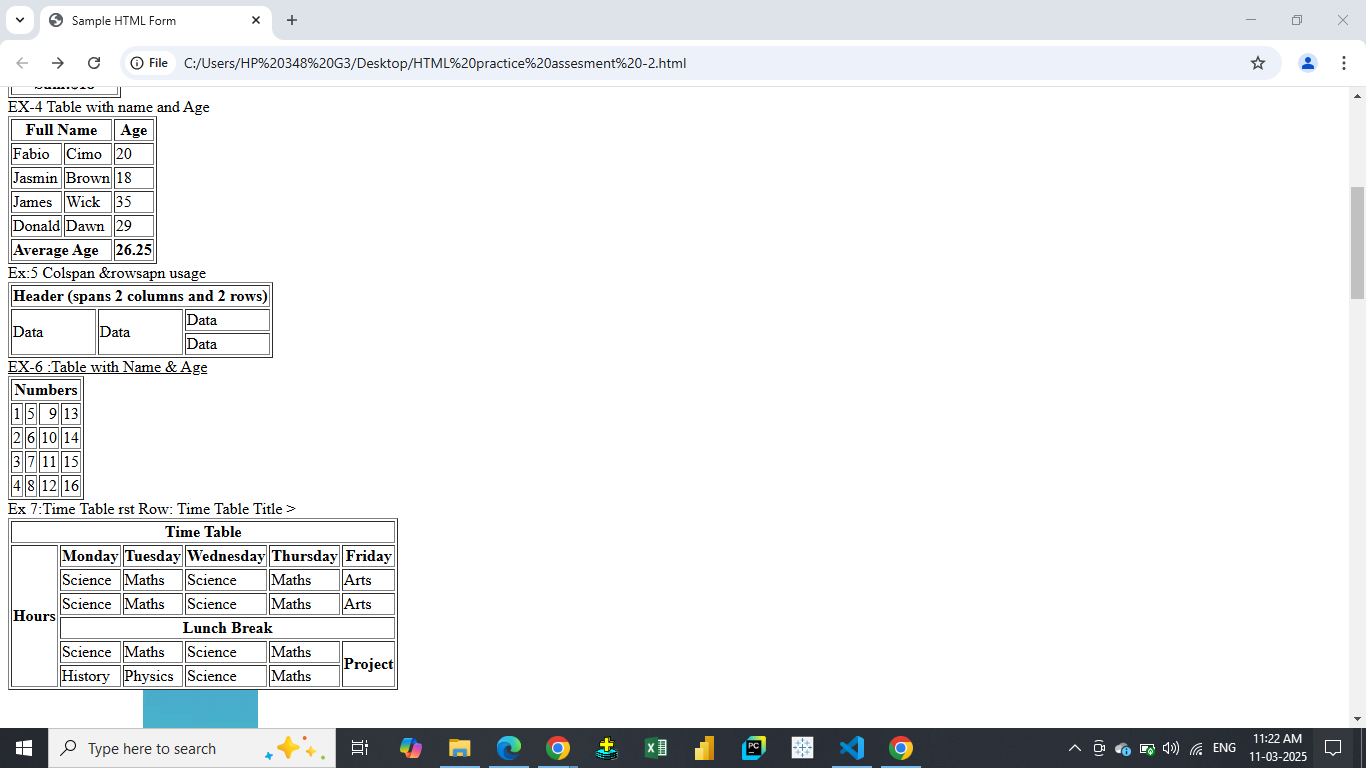 Sample HTML Form
File C:/Users/HP%20348%20G3/Desktop/HTML%20practice%20assesment%20-2.html
EX-4 Table with name and Age
Full Name Age
Fabio Cimo 20
Jasmin Brown 18
James Wick 35
Donald Dawn 29
Average Age 26.25
Ex:5 Colspan &rowsapn usage
Header (spans 2 columns and 2 rows)
Data Data Data
Data
EX-6 :Table with Name & Age
Numbers
1 5 9 13
2 6 10 14
3 7 11 15
4 8 12 16
Ex 7:Time Table rst Row: Time Table Title >
Time Table
Hours Monday Tuesday Wednesday Thursday Friday
Science Maths Science Maths Arts
Science Maths Science Maths Arts
Lunch Break
Science Maths Science Maths Project
History Physics Science Maths
Type here to search
PC
ENG
11:22 AM
11-03-2025